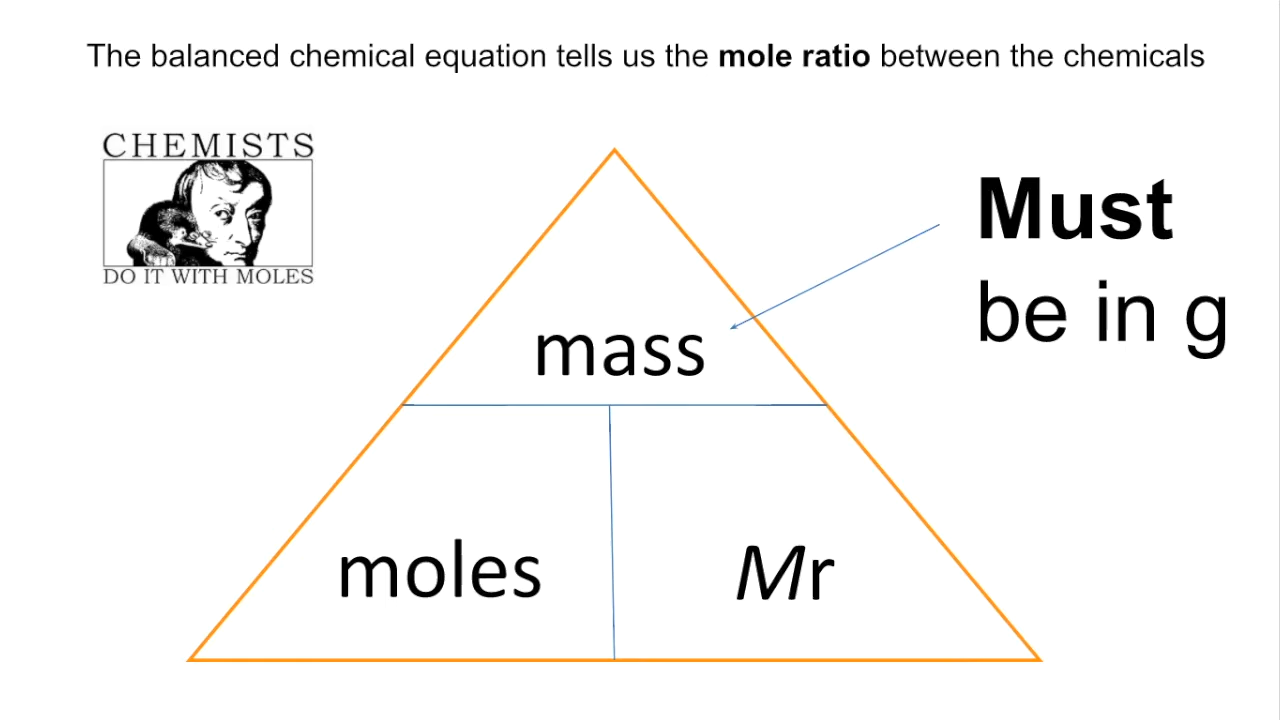 The balanced chemical equation tells us the mole ratio between the chemicals
CHEMISTS
DO IT WITH MOLES
Must
be in g
mass
moles
Mr